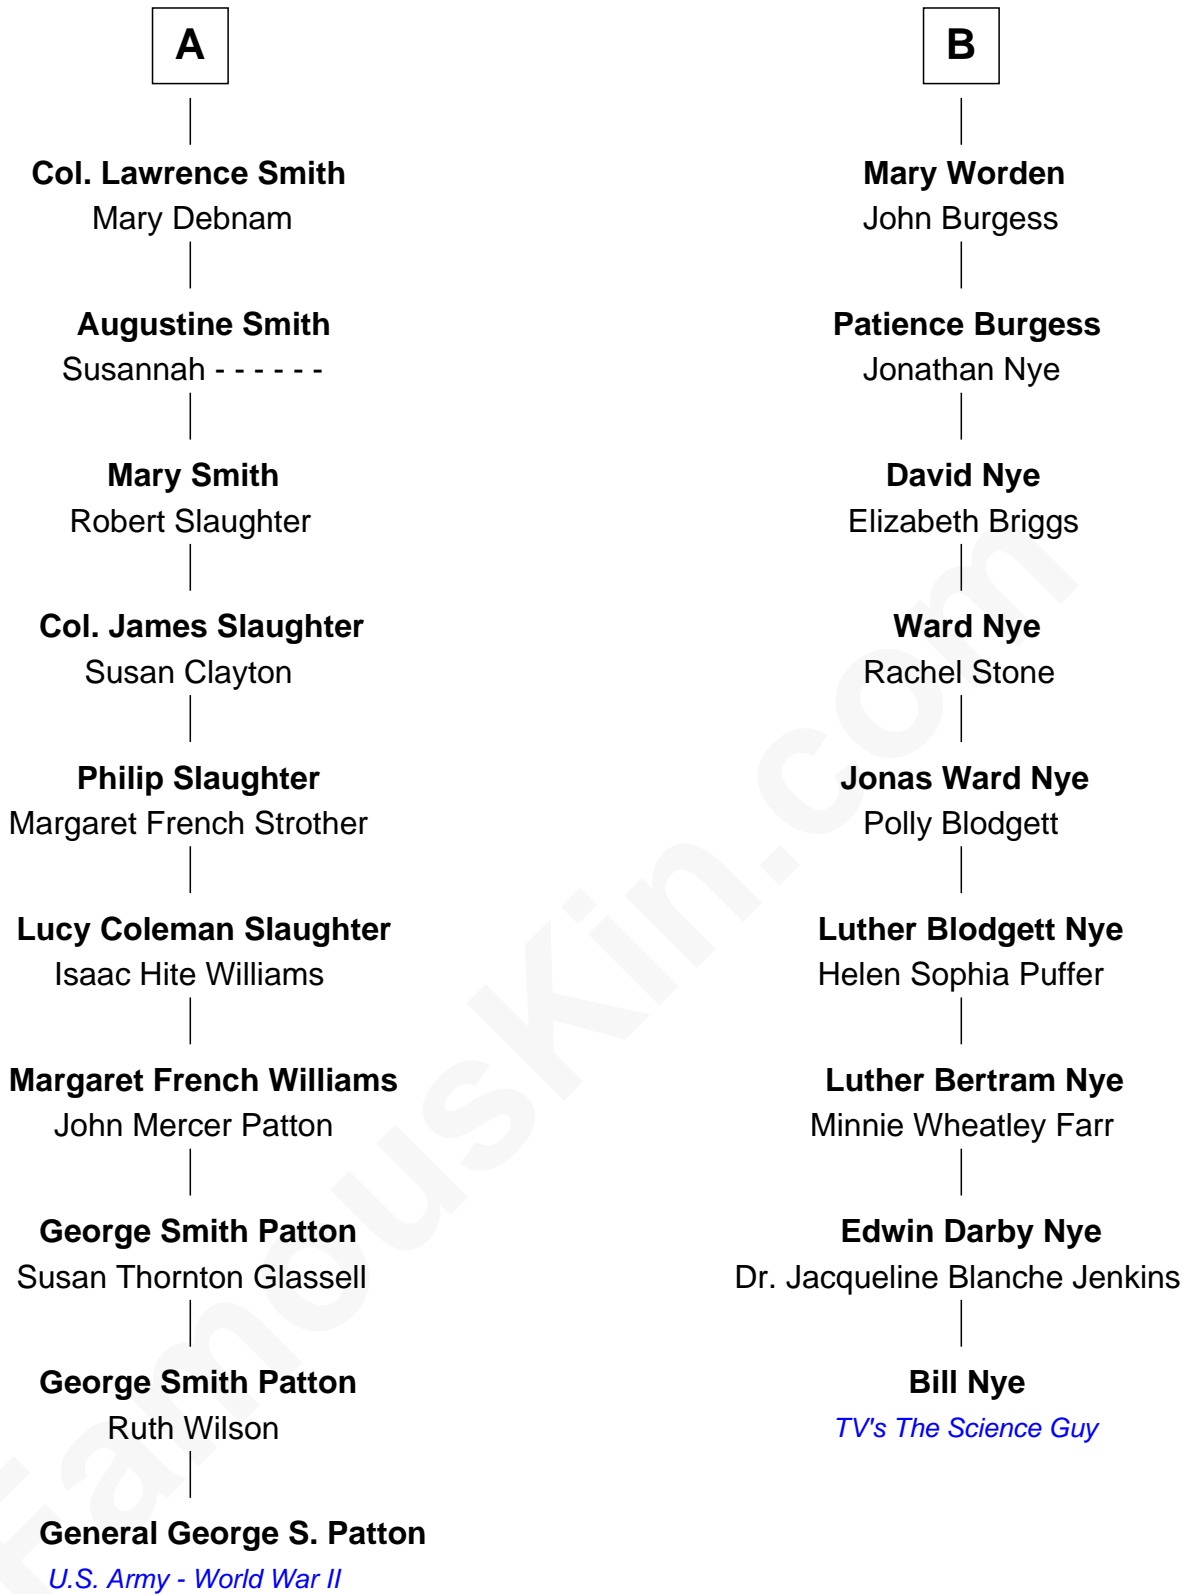 A
Col. Lawrence Smith
Mary Debnam
Augustine Smith
Susannah - - - - - -
Mary Smith
Robert Slaughter
Col. James Slaughter
Susan Clayton
Philip Slaughter
Margaret French Strother
Lucy Coleman Slaughter
Isaac Hite Williams
Margaret French Williams
John Mercer Patton
George Smith Patton
Susan Thornton Glassell
George Smith Patton
Ruth Wilson
General George S. Patton
U.S. Army - World War II
B
Mary Worden
John Burgess
Patience Burgess
Jonathan Nye
David Nye
Elizabeth Briggs
Ward Nye
Rachel Stone
Jonas Ward Nye
Polly Blodgett
Luther Blodgett Nye
Helen Sophia Puffer
Luther Bertram Nye
Minnie Wheatley Farr
Edwin Darby Nye
Dr. Jacqueline Blanche Jenkins
Bill Nye
TV's The Science Guy
FamousKin.com